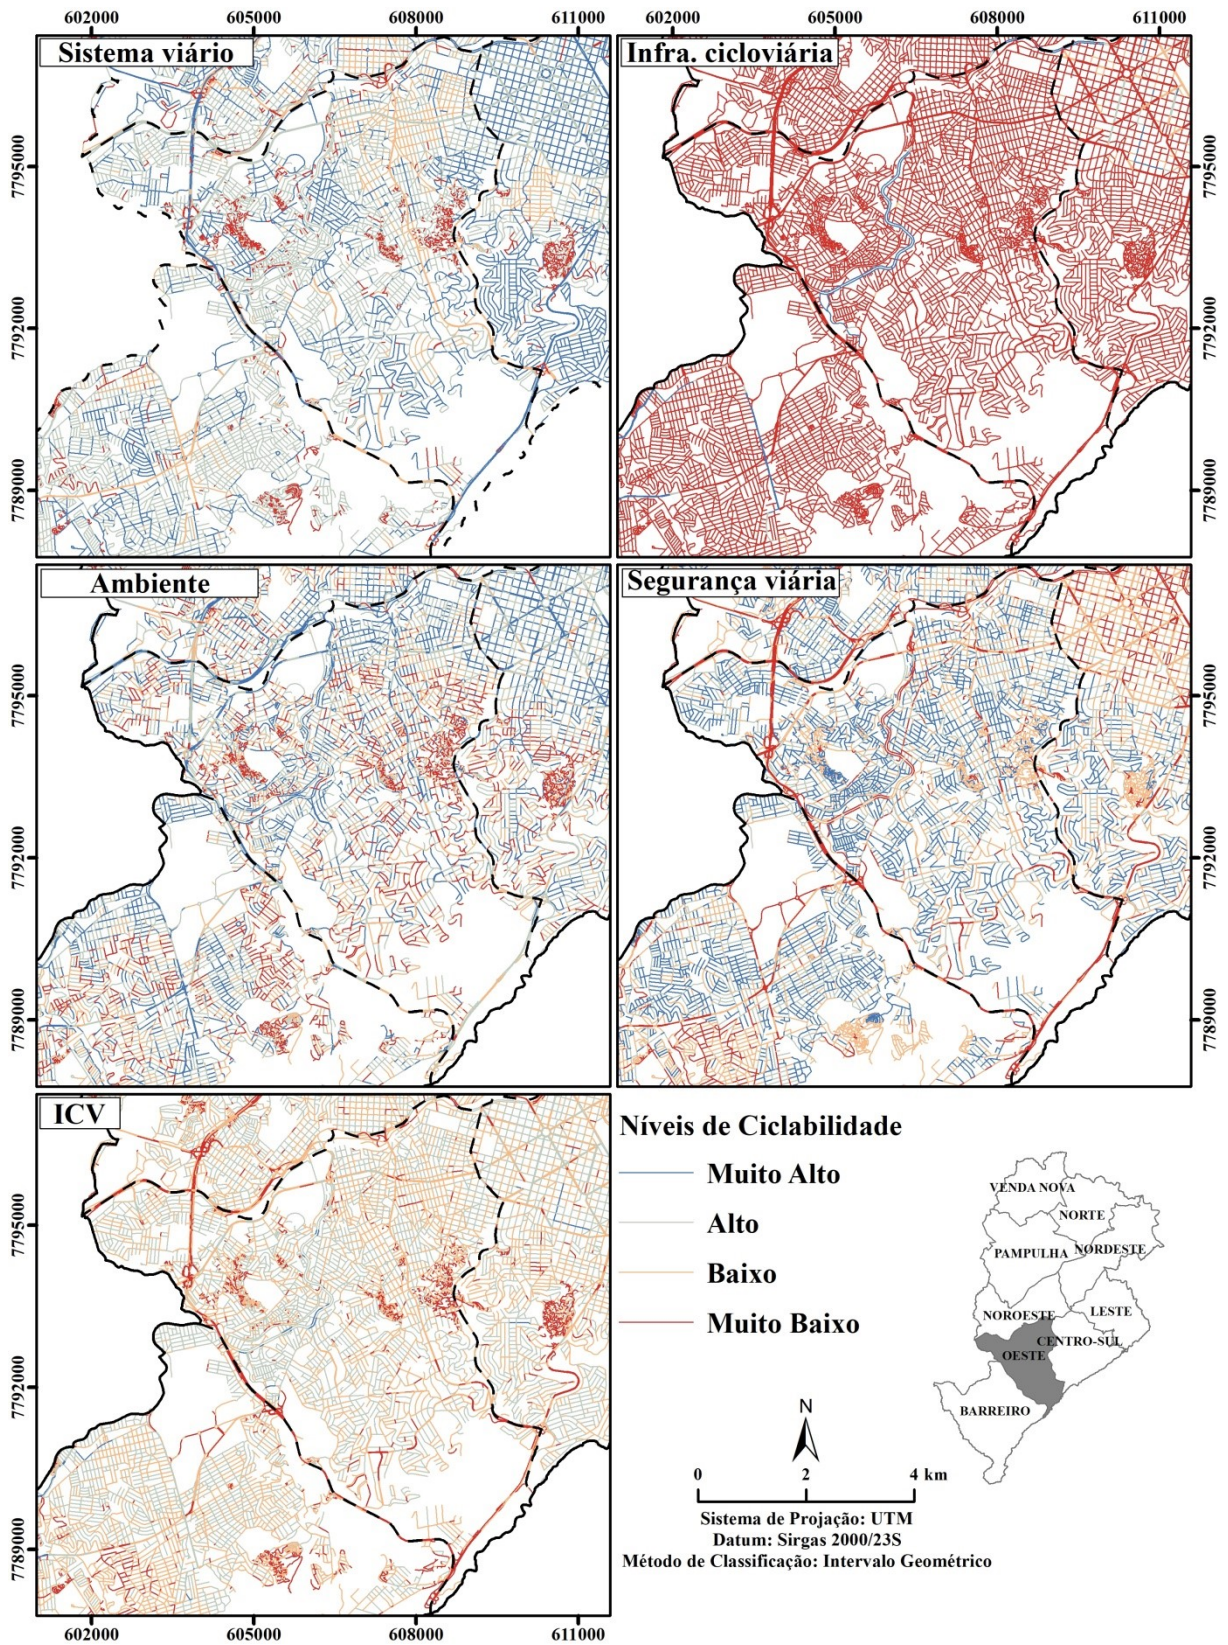 602000 605000 608000 611000 602000 605000 608000 611000
Sistema viário
Infra. cicloviária
7795000
7795000
7792000
7792000
7789000
7789000
Ambiente
Segurança viária
7795000
7795000
7792000
7792000
7789000
7789000
ICV
7795000
7792000
7789000
602000 605000 608000 611000
Níveis de Ciclabilidade
Muito Alto
Alto
Baixo
Muito Baixo
VENDA NOVA
NORTE
PAMPULHA
NORDESTE
NOROESTE
LESTE
CENTRO-SUL
OESTE
BARREIRO
N
0 2 4 km
Sistema de Projação: UTM
Datum: Sirgas 2000/23S
Método de Classificação: Intervalo Geométrico